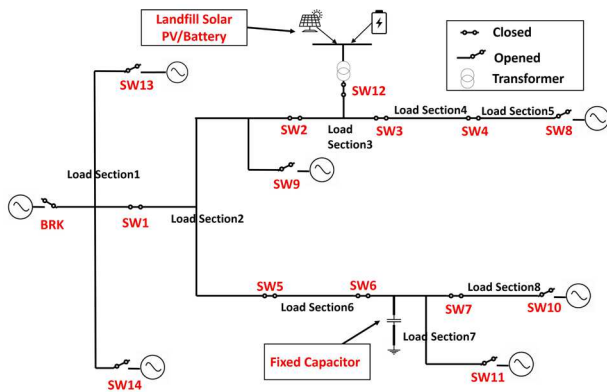 Landfill Solar
PV/Battery
Closed
Opened
Transformer
SW13
SW12
SW2
Load
Section3
SW3
Load Section4
SW4
Load Section5
SW8
Load Section1
SW9
BRK
SW1
Load Section2
SW5
Load Section6
SW6
SW7
Load Section8
SW10
Load Section7
Fixed Capacitor
SW14
SW11